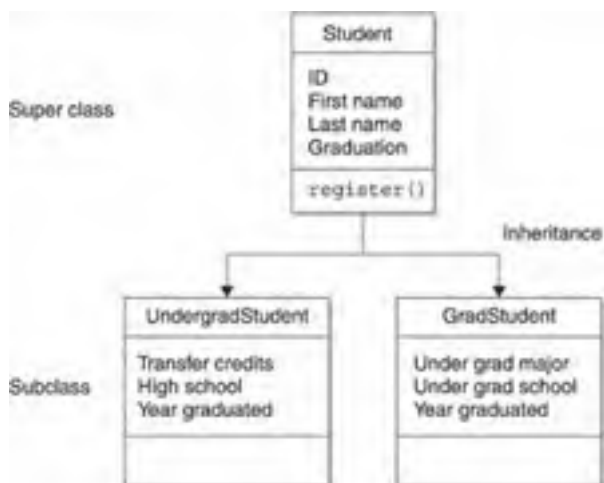 Student
ID
First name
Last name
Graduation
register()
Super class
Inheritance
UndergradStudent
Transfer credits
High school
Year graduated
GradStudent
Under grad major
Under grad school
Year graduated
Subclass